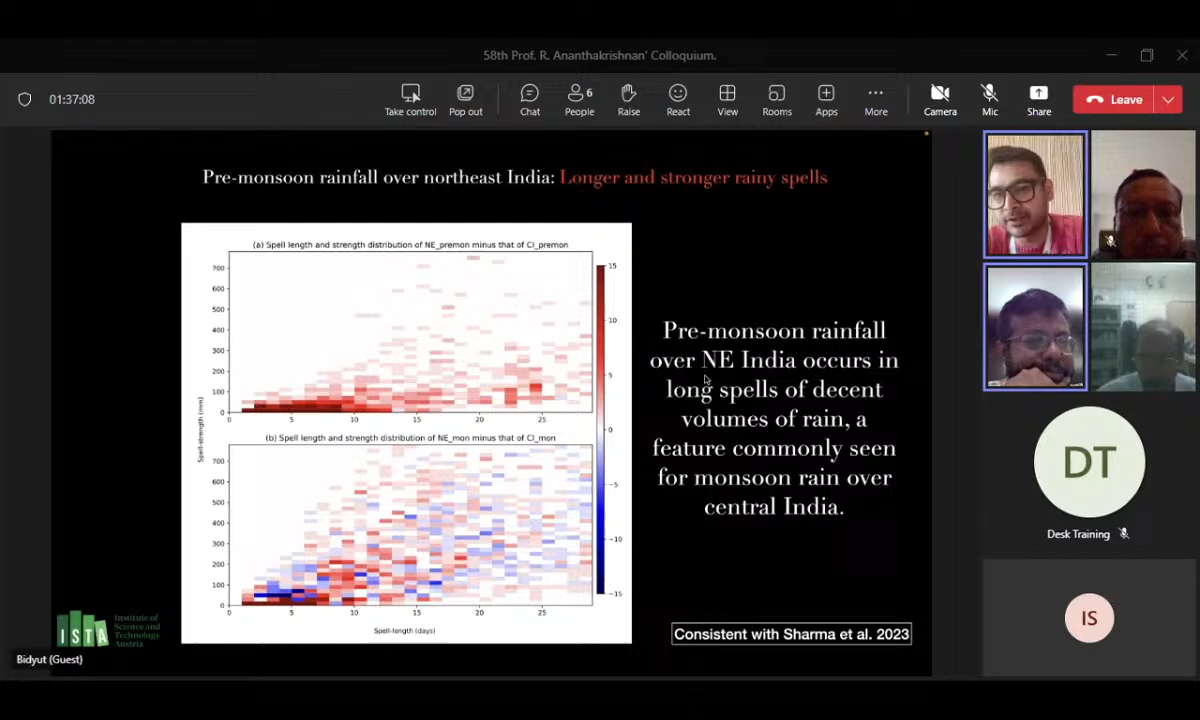 58th Prof. R. Ananthakrishnan' Colloquium.
01:37:08
Take control
Pop out
Chat
6
People
Raise
React
View
Rooms
Apps
More
Camera
Mic
Share
Leave
Pre-monsoon rainfall over northeast India: Longer and stronger rainy spells
(a) Spell length and strength distribution of NE_premon minus that of CI_premon
700
600
500
400
300
200
100
0
0 5 10 15 20 25
(b) Spell length and strength distribution of NE_mon minus that of CI_mon
700
600
500
400
300
200
100
0
0 5 10 15 20 25
Spell-strength (mm)
Spell-length (days)
15
10
5
0
−5
−10
−15
Pre-monsoon rainfall
over NE India occurs in
long spells of decent
volumes of rain, a
feature commonly seen
for monsoon rain over
central India.
Consistent with Sharma et al. 2023
ISTA
Institute of
Science and
Technology
Austria
Bidyut (Guest)
DT
Desk Training
IS